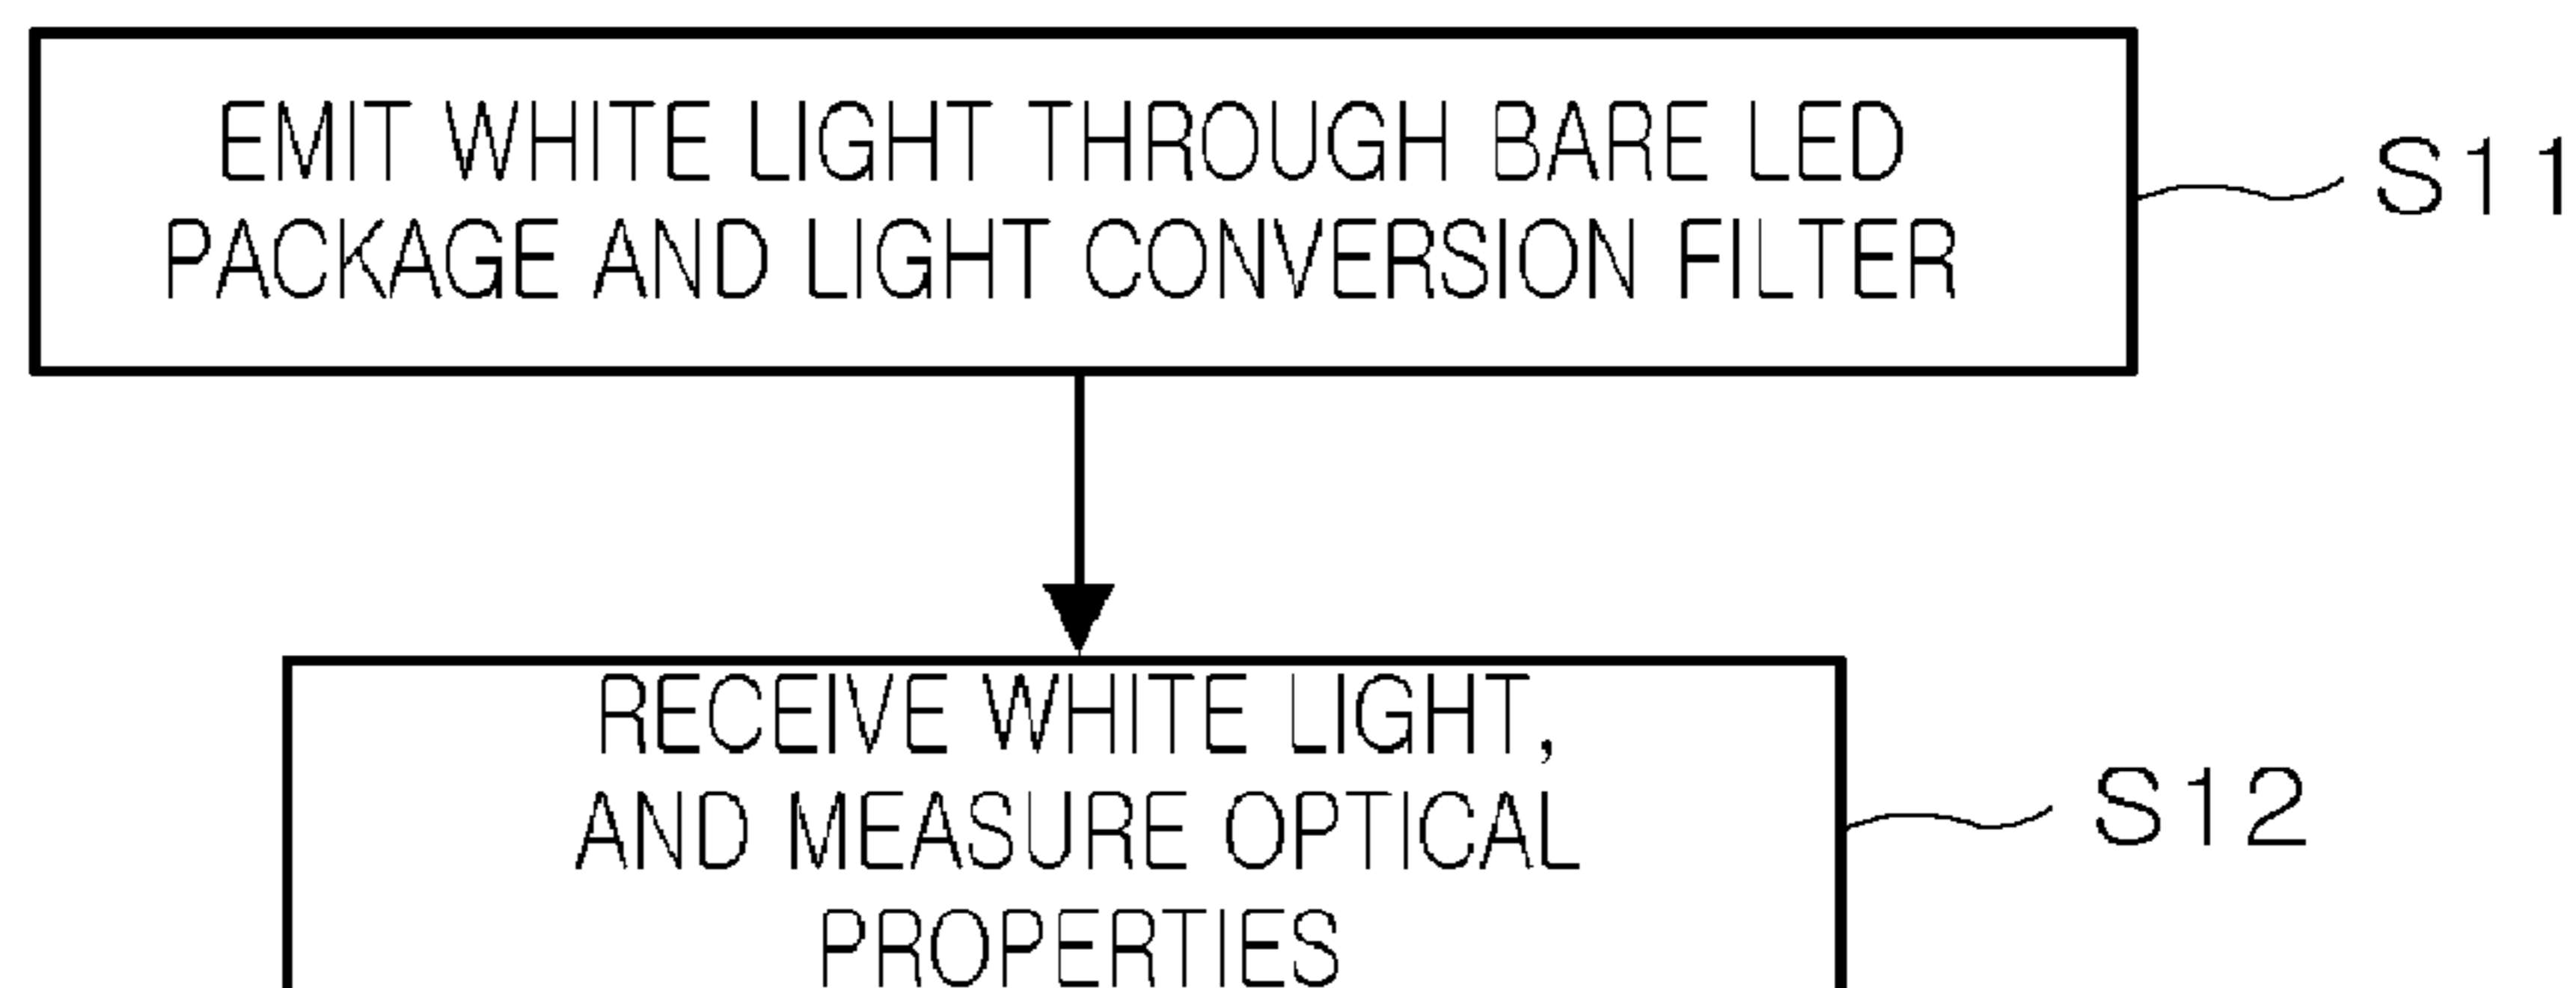 EMIT WHITE LIGHT THROUGH BARE LED
PACKAGE AND LIGHT CONVERSION FILTER
S11
RECEIVE WHITE LIGHT,
AND MEASURE OPTICAL
PROPERTIES
S12